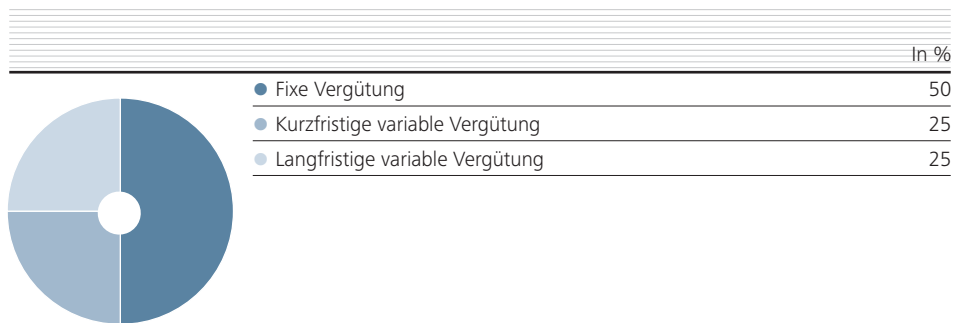 In %
Fixe Vergütung 50
Kurzfristige variable Vergütung 25
Langfristige variable Vergütung 25